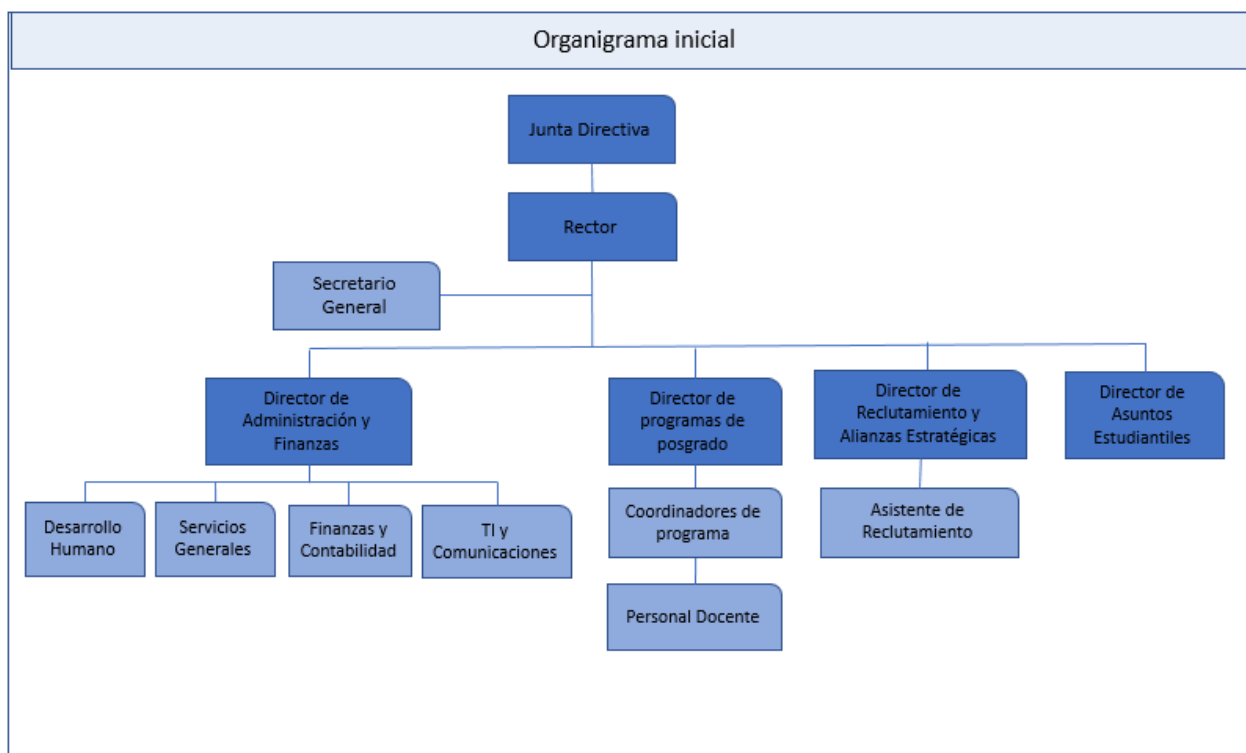 Organigrama inicial
Junta Directiva
Rector
Secretario
General
Director de
Administración y
Finanzas
Director de
programas de
posgrado
Director de
Reclutamiento y
Alianzas Estratégicas
Director de
Asuntos
Estudiantiles
Desarrollo
Humano
Servicios
Generales
Finanzas y
Contabilidad
TI y
Comunicaciones
Coordinadores de
programa
Asistente de
Reclutamiento
Personal Docente